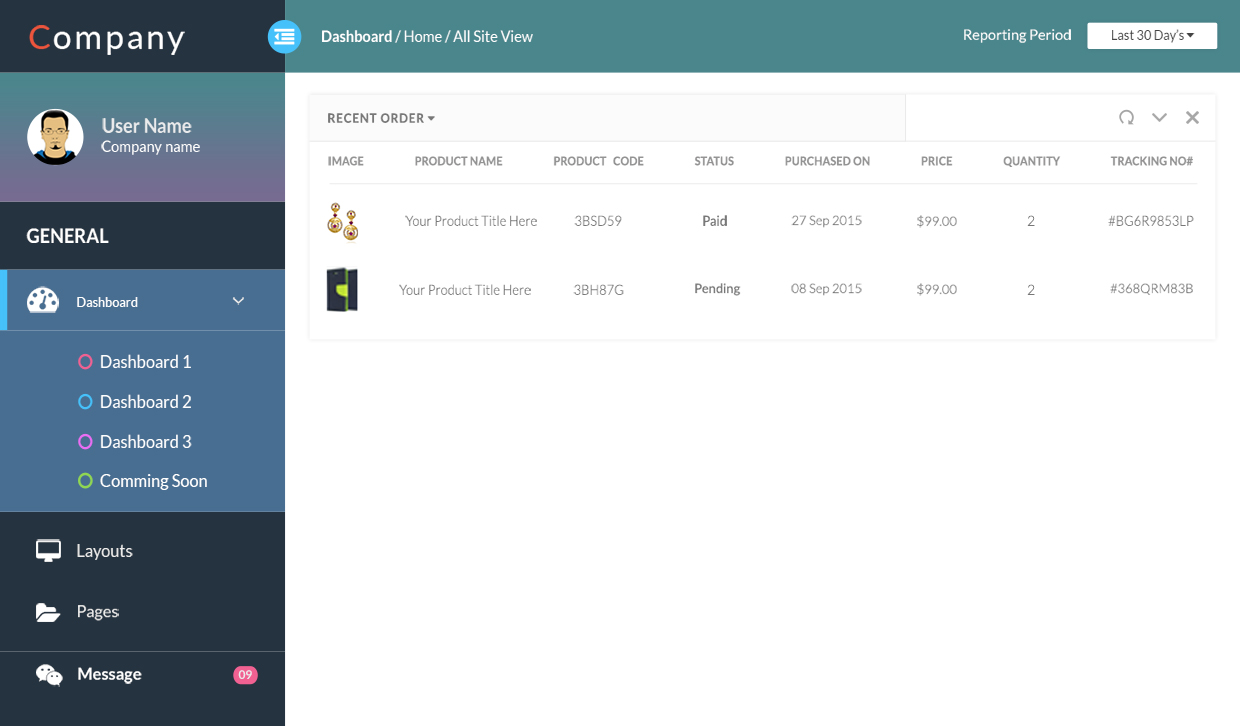 Company
Dashboard / Home / All Site View
Reporting Period
Last 30 Day's
User Name
Company name
GENERAL
Dashboard
Dashboard 1
Dashboard 2
Dashboard 3
Comming Soon
Layouts
Pages
Message 09
RECENT ORDER
IMAGE PRODUCT NAME PRODUCT CODE STATUS PURCHASED ON PRICE QUANTITY TRACKING NO#
Your Product Title Here 3BSD59 Paid 27 Sep 2015 $99.00 2 #BG6R9853LP
Your Product Title Here 3BH87G Pending 08 Sep 2015 $99.00 2 #368QRM83B